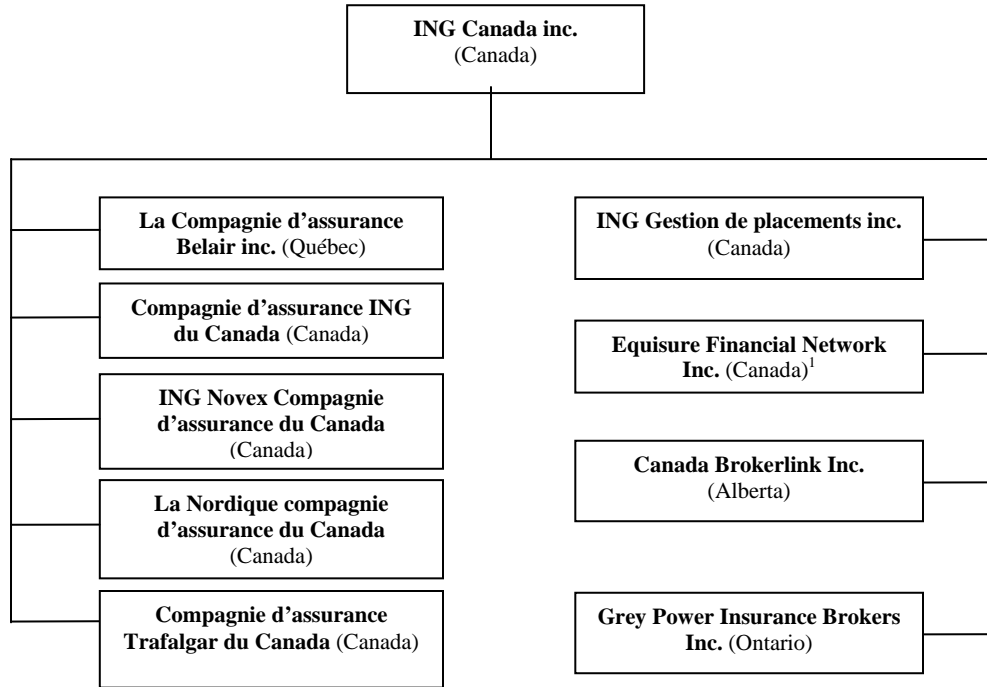 ING Canada inc.
(Canada)
La Compagnie d’assurance
Belair inc. (Québec)
Compagnie d’assurance ING
du Canada (Canada)
ING Novex Compagnie
d’assurance du Canada
(Canada)
La Nordique compagnie
d’assurance du Canada
(Canada)
Compagnie d’assurance
Trafalgar du Canada (Canada)
ING Gestion de placements inc.
(Canada)
Equisure Financial Network
Inc. (Canada)¹
Canada Brokerlink Inc.
(Alberta)
Grey Power Insurance Brokers
Inc. (Ontario)